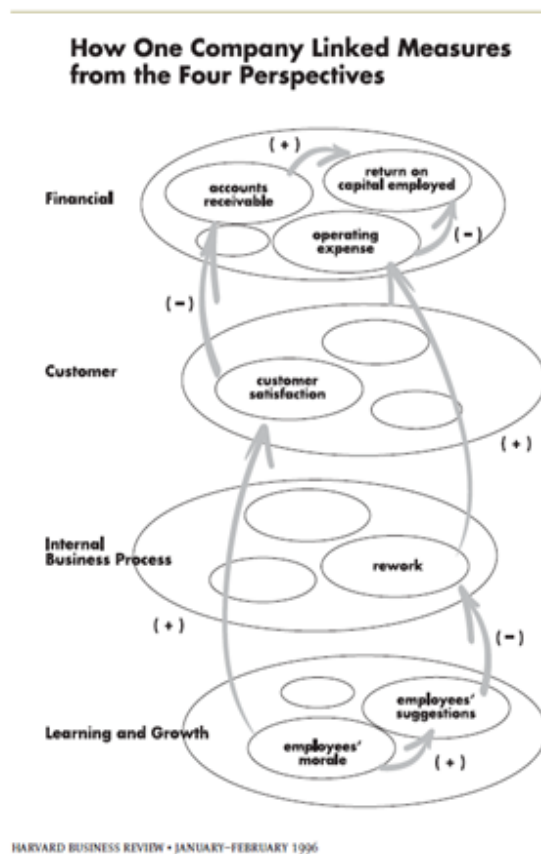 How One Company Linked Measures
from the Four Perspectives
( + )
Financial
accounts
receivable
return on
capital employed
operating
expense
( – )
( – )
Customer
customer
satisfaction
( + )
Internal
Business Process
rework
( + )
( – )
Learning and Growth
employees'
suggestions
employees'
morale
( + )
HARVARD BUSINESS REVIEW • JANUARY–FEBRUARY 1996